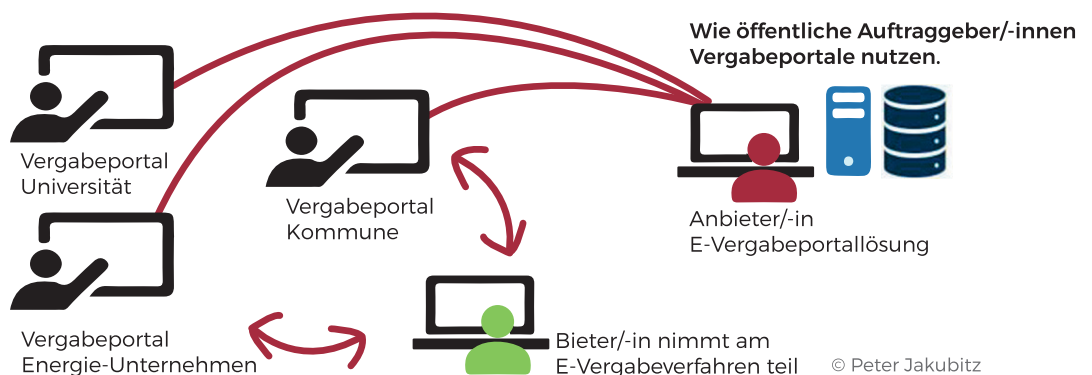 Wie öffentliche Auftraggeber/-innen
Vergabeportale nutzen.
Vergabeportal
Universität
Vergabeportal
Kommune
Anbieter/-in
E-Vergabeportallösung
Vergabeportal
Energie-Unternehmen
Bieter/-in nimmt am
E-Vergabeverfahren teil
© Peter Jakubitz